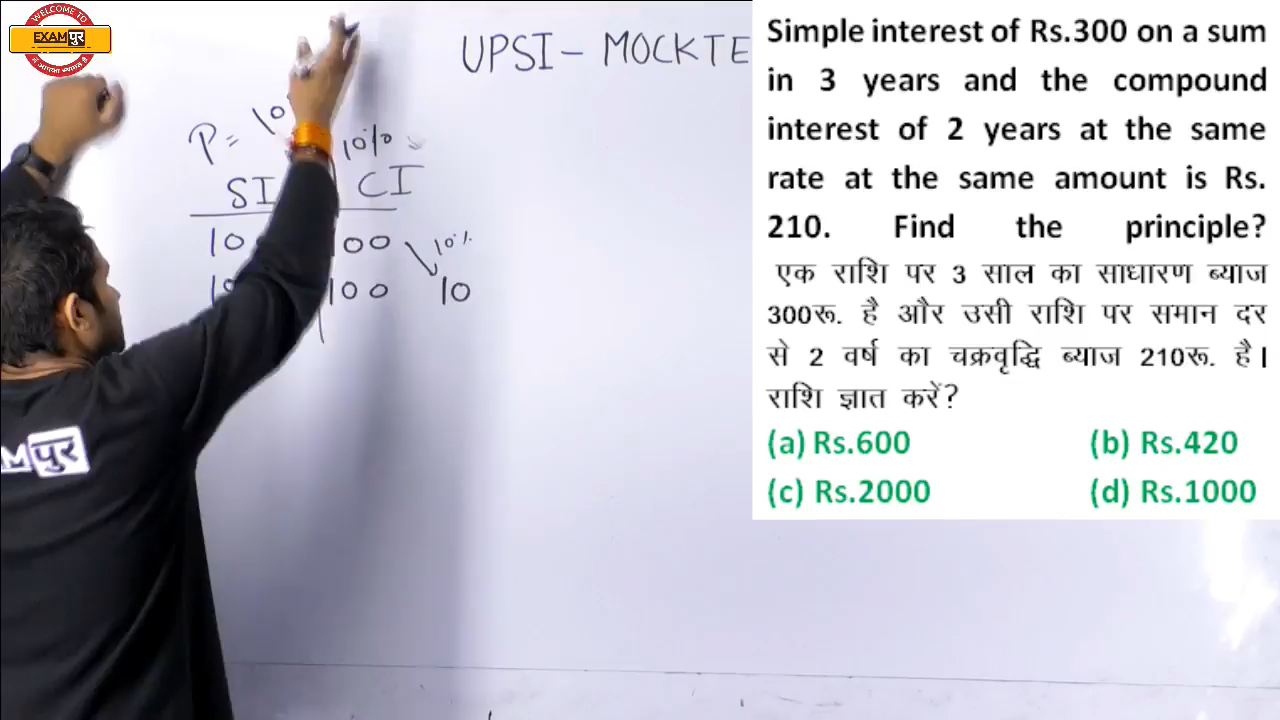 WELCOME TO
EXAMपुर
UPSI - MOCKTE
P = 10
10%
SI CI
10 100 10%
10 100 10
Mपुर
Simple interest of Rs.300 on a sum
in 3 years and the compound
interest of 2 years at the same
rate at the same amount is Rs.
210. Find the principle?
एक राशि पर 3 साल का साधारण ब्याज
300रू. है और उसी राशि पर समान दर
से 2 वर्ष का चक्रवृद्धि ब्याज 210रू. है।
राशि ज्ञात करें?
(a) Rs.600 (b) Rs.420
(c) Rs.2000 (d) Rs.1000